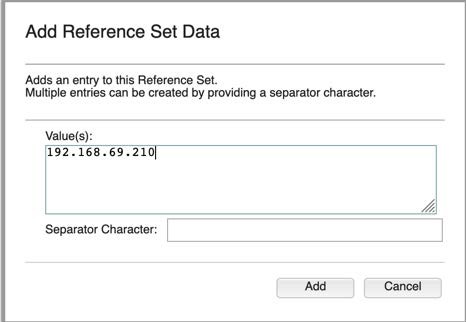 Add Reference Set Data
Adds an entry to this Reference Set.
Multiple entries can be created by providing a separator character.
Value(s):
192.168.69.210
Separator Character:
Add Cancel